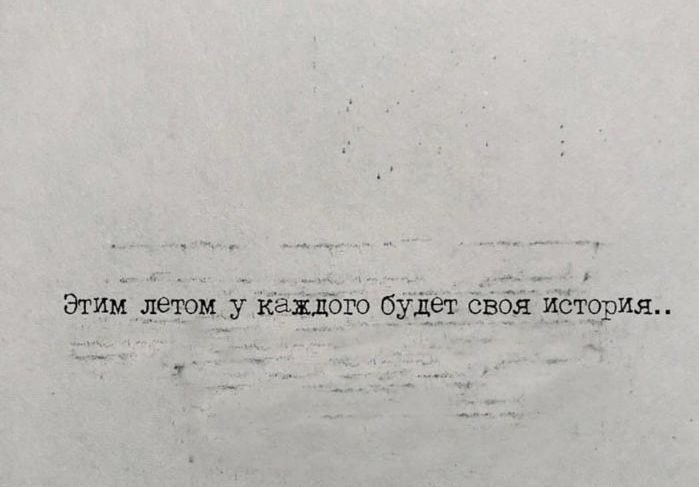 Этим летом у каждого будет своя история..